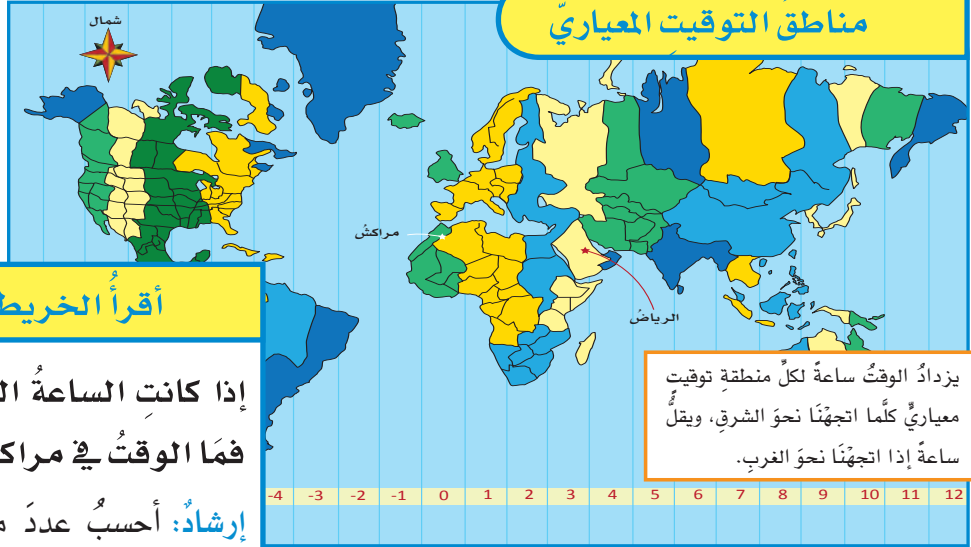 مناطقُ التوقيتِ المعياريِّ
شمال
مراكشُ
الرياضُ
يزدادُ الوقتُ ساعةً لكلِّ منطقةِ توقيتٍ
معياريٍّ كلَّما اتجهْنَا نحوَ الشرقِ، ويقلُّ
ساعةً إذا اتجهْنَا نحوَ الغربِ.
أقرأُ الخريطة
إذا كانتِ الساعةُ
فمَا الوقتُ في
إرشادٌ: أحسبُ عددَ
-4 -3 -2 -1 0 1 2 3 4 5 6 7 8 9 10 11 12